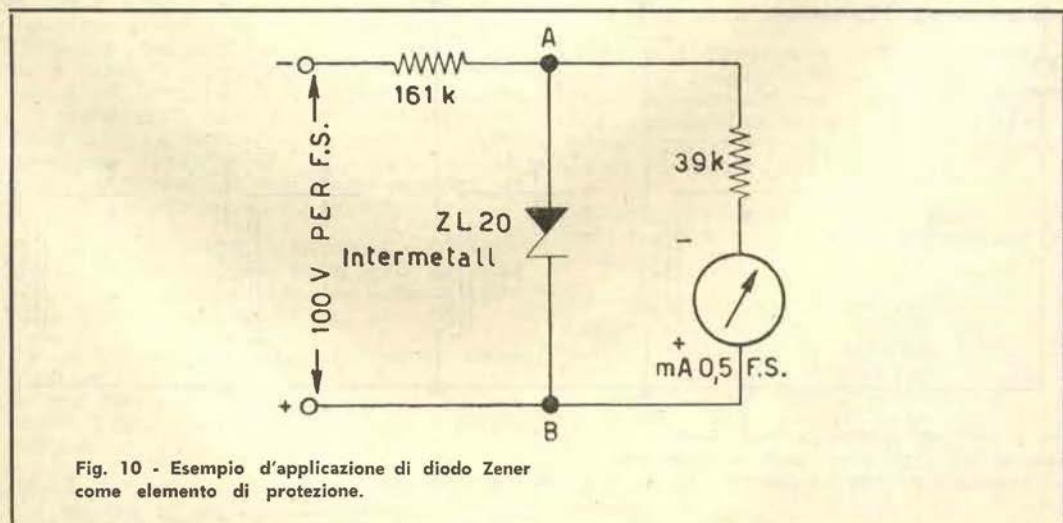 A
-
161 k
100 V PER F.S.
39k
ZL 20
Intermetall
-
+
mA 0,5 F.S.
+
B
Fig. 10 - Esempio d'applicazione di diodo Zener
come elemento di protezione.